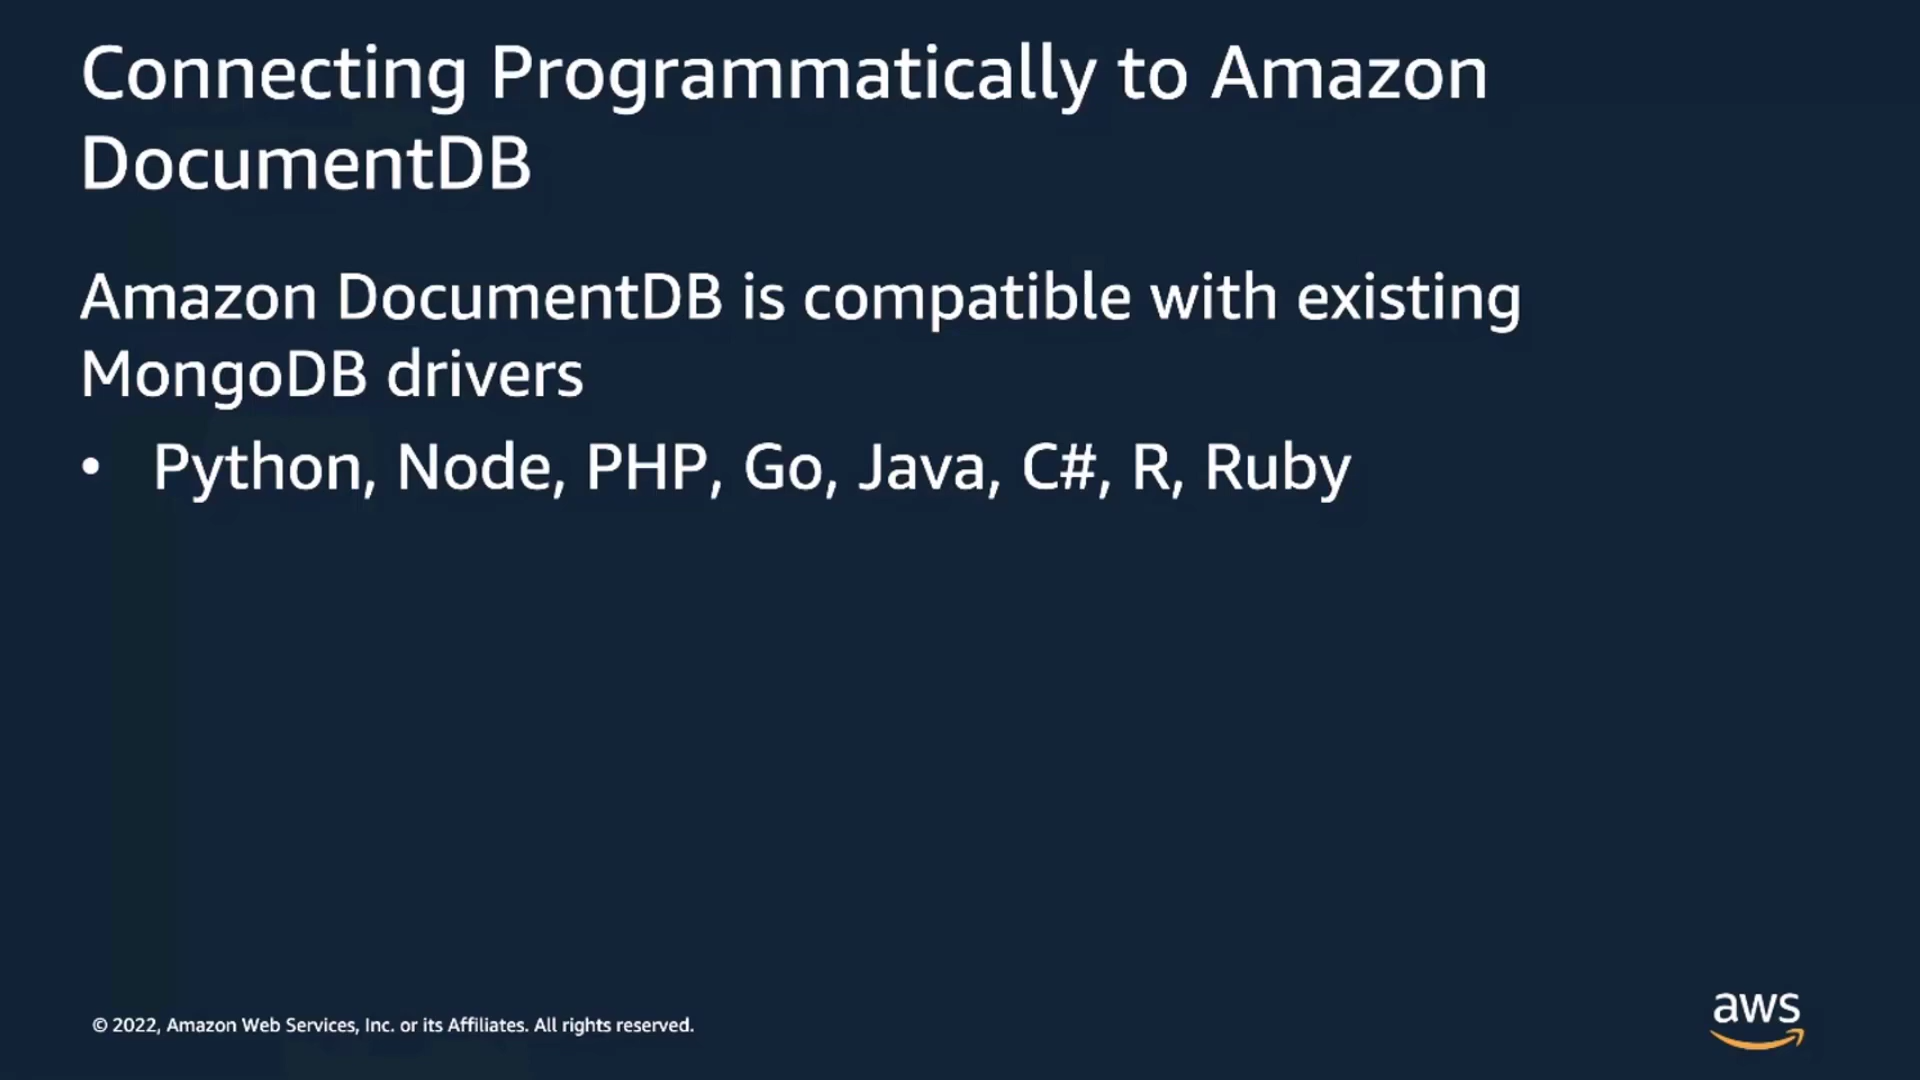 Connecting Programmatically to Amazon
DocumentDB
Amazon DocumentDB is compatible with existing
MongoDB drivers
• Python, Node, PHP, Go, Java, C#, R, Ruby
© 2022, Amazon Web Services, Inc. or its Affiliates. All rights reserved.
aws